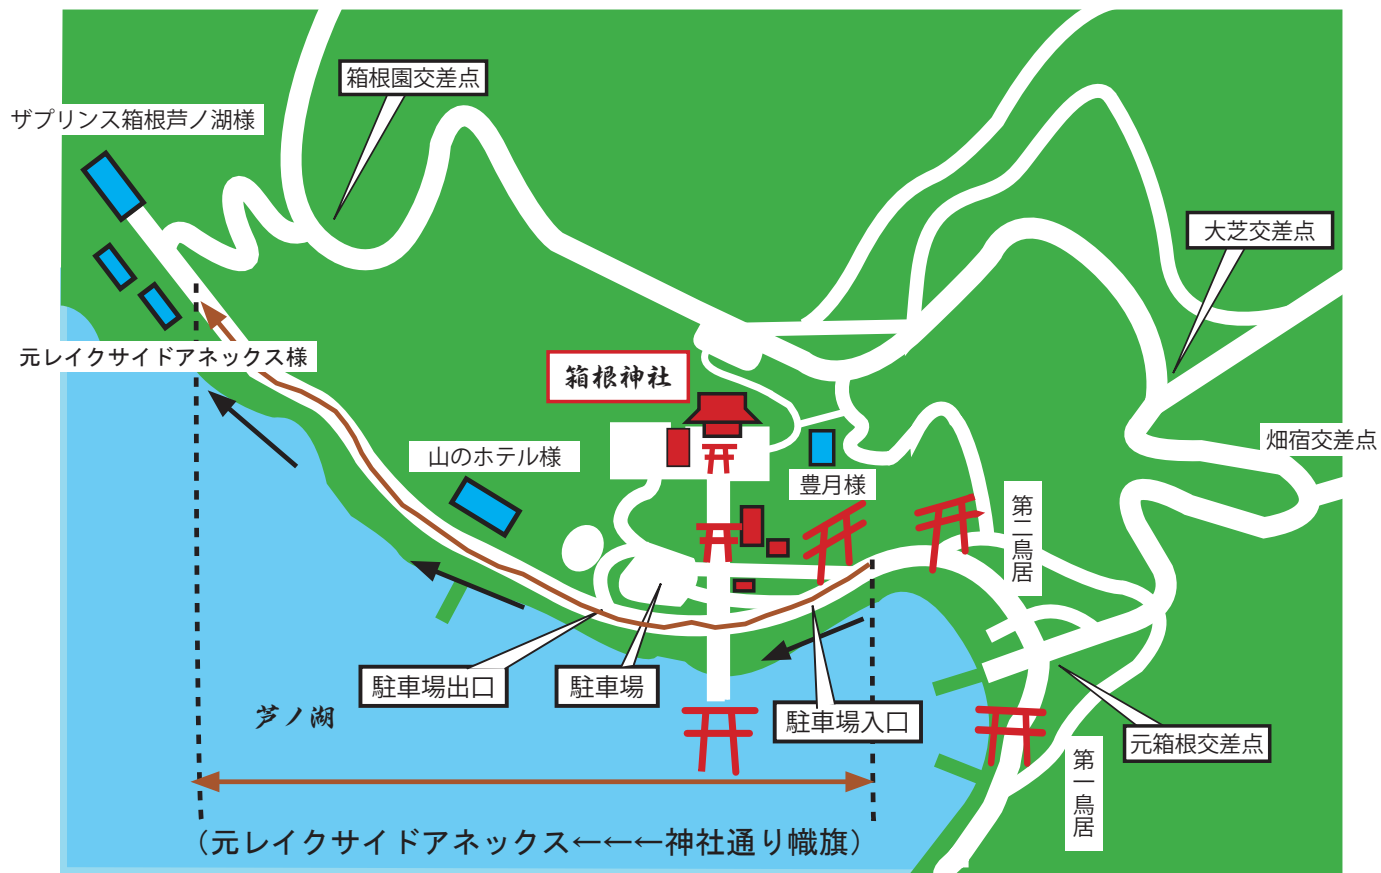 箱根園交差点
ザプリンス箱根芦ノ湖様
大芝交差点
元レイクサイドアネックス様
箱根神社
畑宿交差点
山のホテル様
豊月様
第二鳥居
駐車場出口
駐車場
駐車場入口
芦ノ湖
元箱根交差点
第一鳥居
（元レイクサイドアネックス←←←神社通り幟旗）